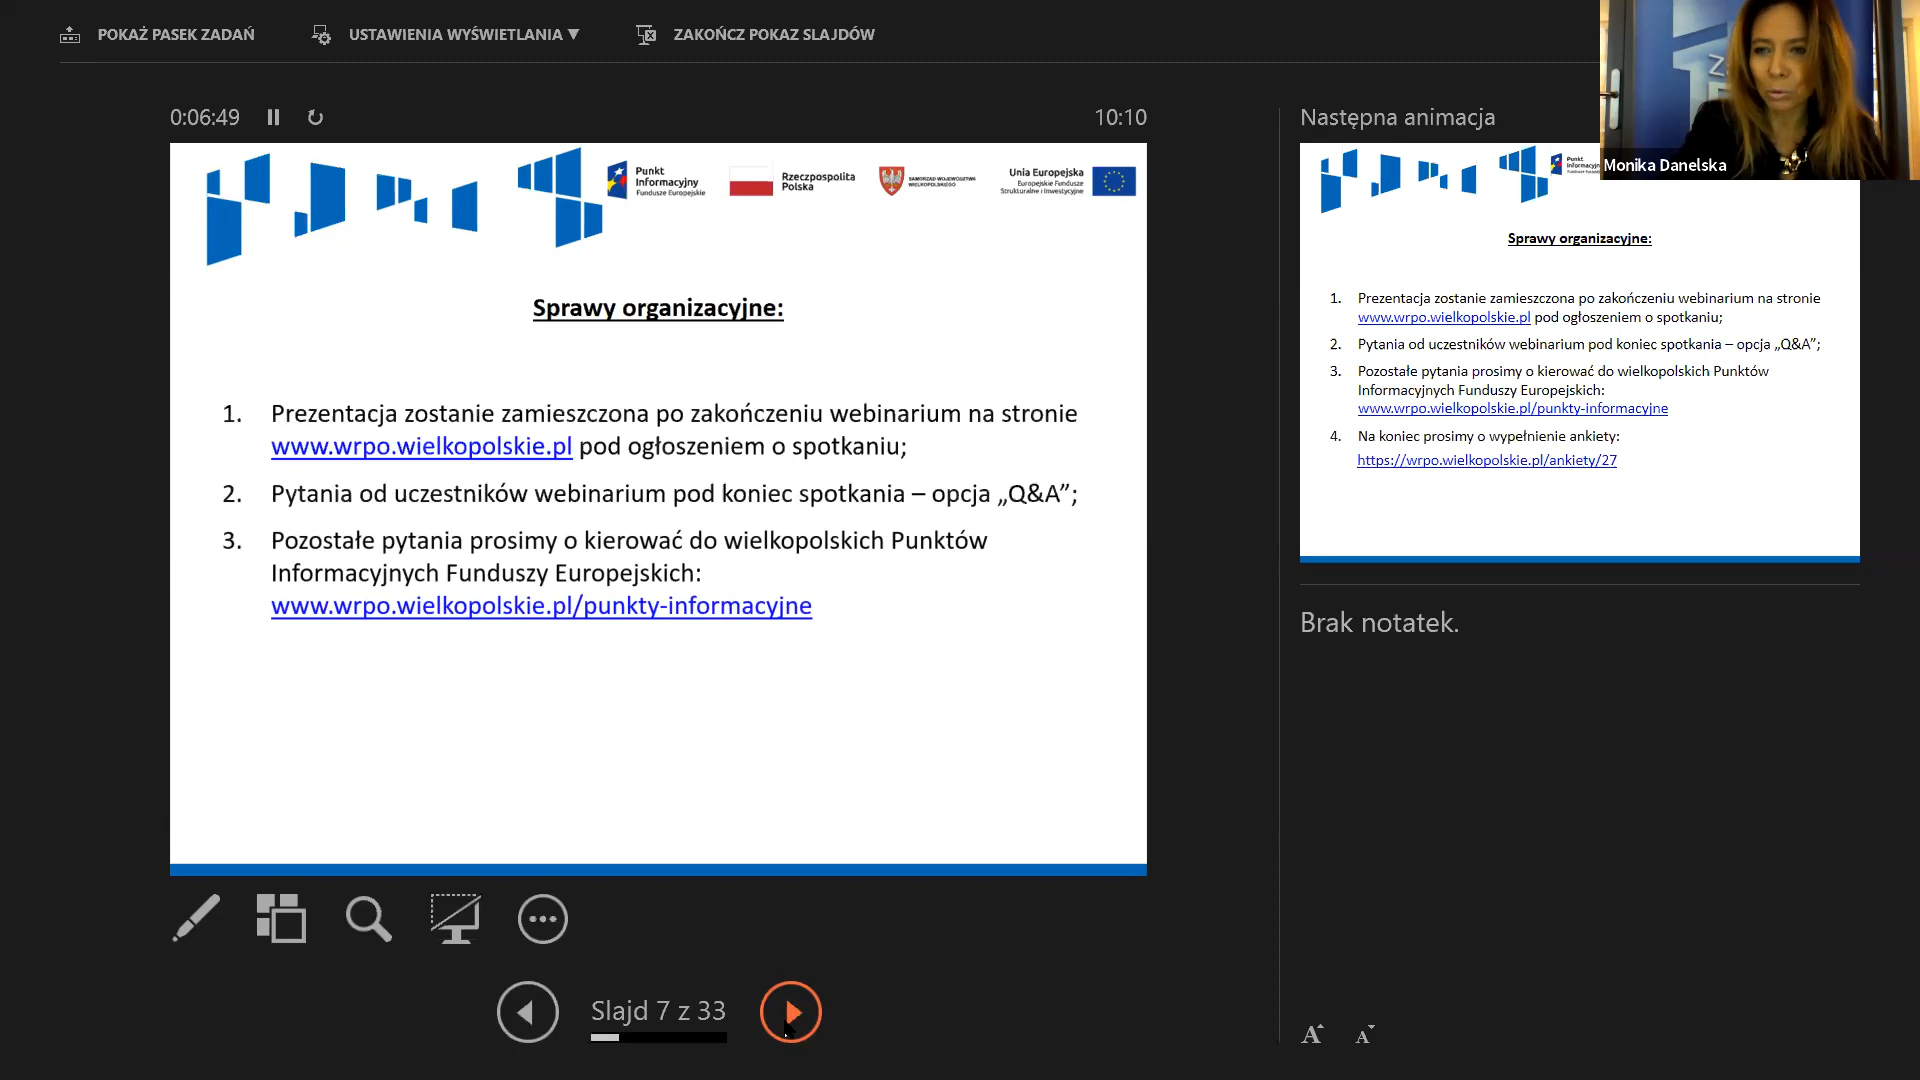 POKAŻ PASEK ZADAŃ
USTAWIENIA WYŚWIETLANIA ▼
ZAKOŃCZ POKAZ SLAJDÓW
0:06:49
10:10
Punkt
Informacyjny
Fundusze Europejskie
Rzeczpospolita
Polska
SAMORZĄD WOJEWÓDZTWA
WIELKOPOLSKIEGO
Unia Europejska
Europejskie Fundusze
Strukturalne i Inwestycyjne
Sprawy organizacyjne:
1. Prezentacja zostanie zamieszczona po zakończeniu webinarium na stronie
www.wrpo.wielkopolskie.pl pod ogłoszeniem o spotkaniu;
2. Pytania od uczestników webinarium pod koniec spotkania – opcja „Q&A”;
3. Pozostałe pytania prosimy o kierować do wielkopolskich Punktów
Informacyjnych Funduszy Europejskich:
www.wrpo.wielkopolskie.pl/punkty-informacyjne
Slajd 7 z 33
Następna animacja
Monika Danelska
Punkt
Sprawy organizacyjne:
1. Prezentacja zostanie zamieszczona po zakończeniu webinarium na stronie
www.wrpo.wielkopolskie.pl pod ogłoszeniem o spotkaniu;
2. Pytania od uczestników webinarium pod koniec spotkania – opcja „Q&A”;
3. Pozostałe pytania prosimy o kierować do wielkopolskich Punktów
Informacyjnych Funduszy Europejskich:
www.wrpo.wielkopolskie.pl/punkty-informacyjne
4. Na koniec prosimy o wypełnienie ankiety:
https://wrpo.wielkopolskie.pl/ankiety/27
Brak notatek.
A A